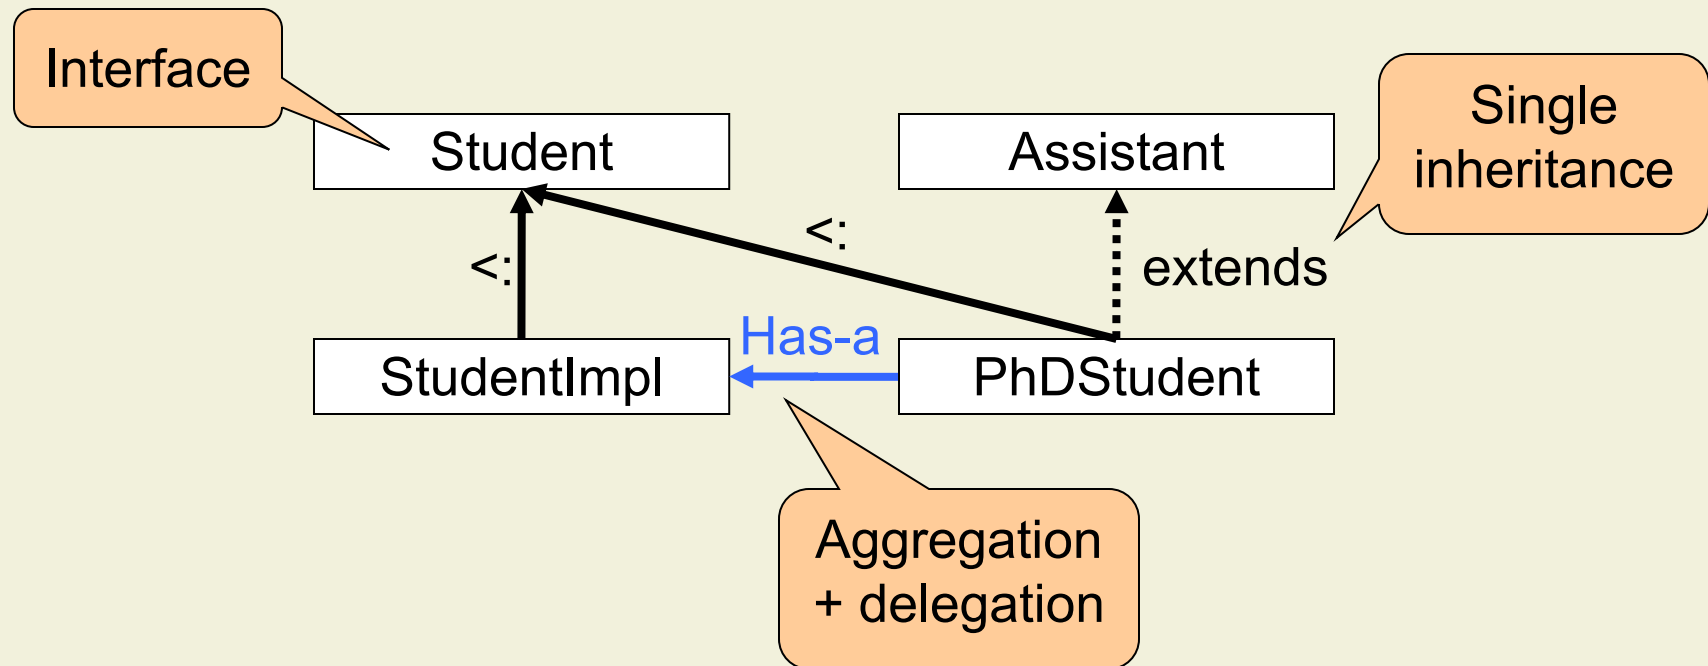 Interface
Student
Assistant
Single
inheritance
<:
<:
extends
Has-a
StudentImpl
PhDStudent
Aggregation
+ delegation